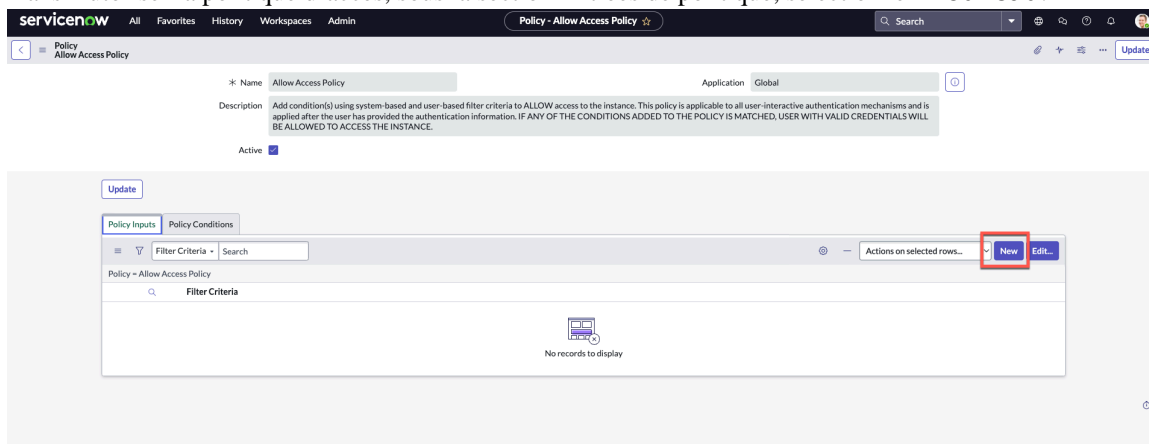 servicenow All Favorites History Workspaces Admin Policy - Allow Access Policy ☆ Search
Policy
Allow Access Policy
Update
Name Allow Access Policy Application Global
Description Add condition(s) using system-based and user-based filter criteria to ALLOW access to the instance. This policy is applicable to all user-interactive authentication mechanisms and is
applied after the user has provided the authentication information. IF ANY OF THE CONDITIONS ADDED TO THE POLICY IS MATCHED, USER WITH VALID CREDENTIALS WILL
BE ALLOWED TO ACCESS THE INSTANCE.
Active
Update
Policy Inputs Policy Conditions
Filter Criteria Search Actions on selected rows... New Edit...
Policy = Allow Access Policy
Filter Criteria
No records to display